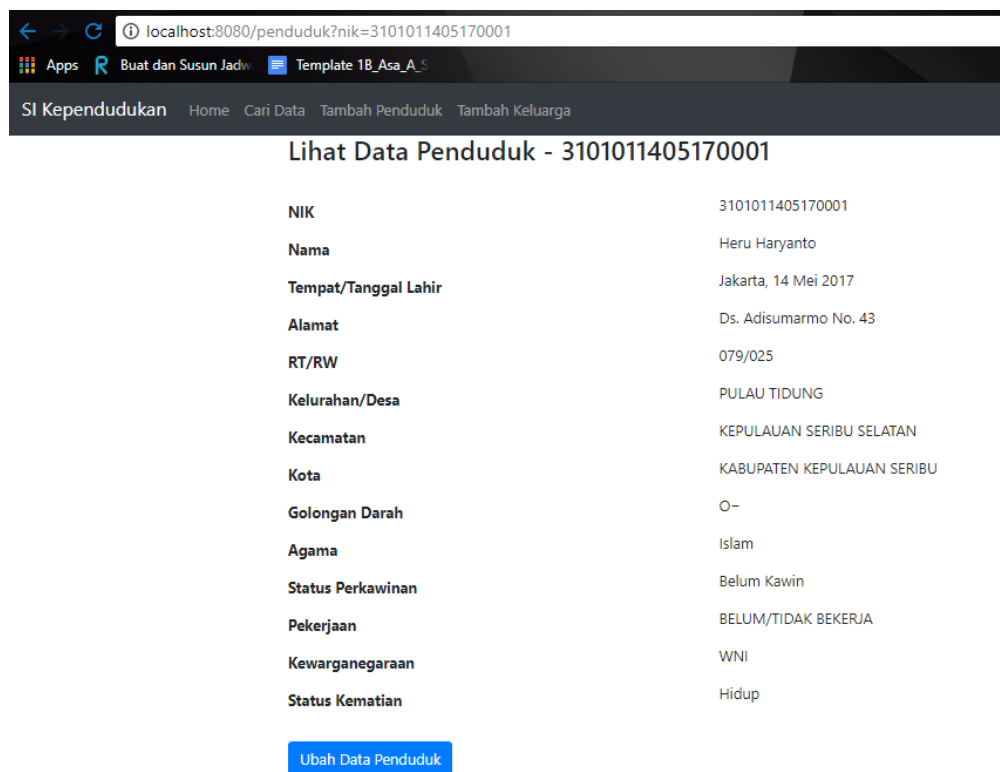 localhost:8080/penduduk?nik=3101011405170001
Apps Buat dan Susun Jadw Template 1B_Asa_A_S
SI Kependudukan Home Cari Data Tambah Penduduk Tambah Keluarga
Lihat Data Penduduk - 3101011405170001
NIK 3101011405170001
Nama Heru Haryanto
Tempat/Tanggal Lahir Jakarta, 14 Mei 2017
Alamat Ds. Adisumarmo No. 43
RT/RW 079/025
Kelurahan/Desa PULAU TIDUNG
Kecamatan KEPULAUAN SERIBU SELATAN
Kota KABUPATEN KEPULAUAN SERIBU
Golongan Darah O−
Agama Islam
Status Perkawinan Belum Kawin
Pekerjaan BELUM/TIDAK BEKERJA
Kewarganegaraan WNI
Status Kematian Hidup
Ubah Data Penduduk